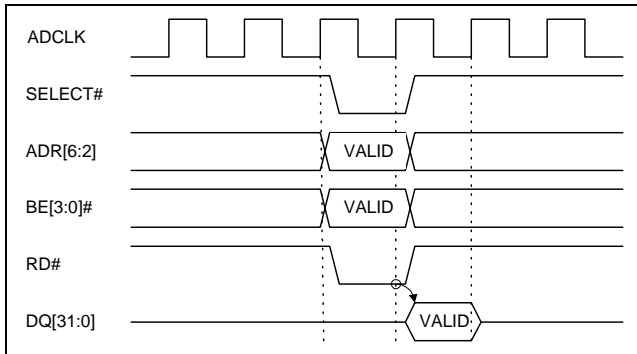 ADCLK
SELECT#
ADR[6:2] VALID
BE[3:0]# VALID
RD#
DQ[31:0] VALID